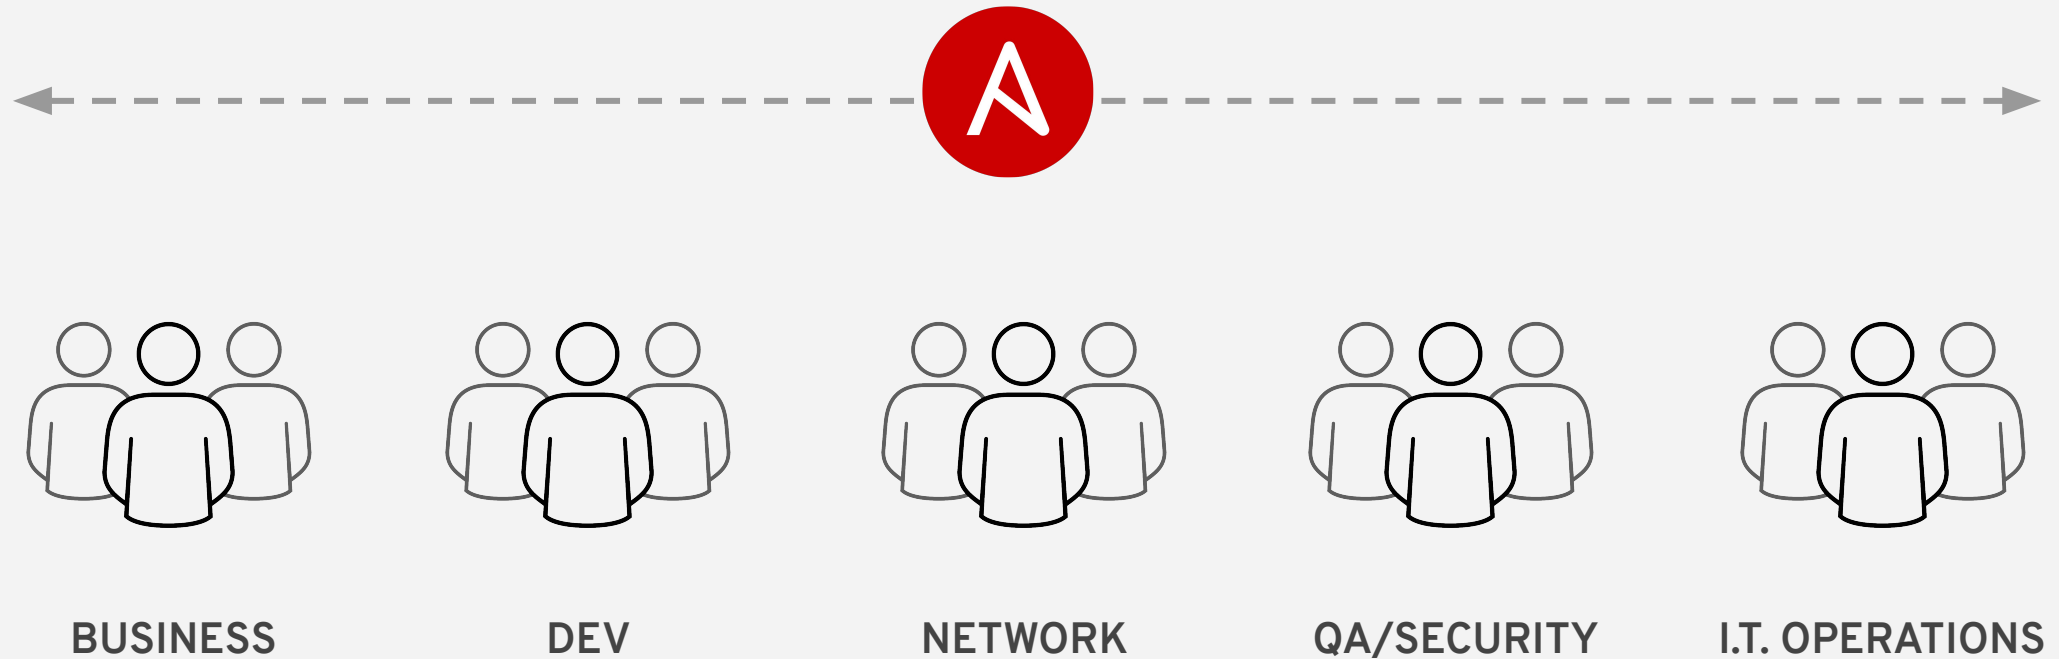 BUSINESS
DEV
NETWORK
QA/SECURITY
I.T. OPERATIONS